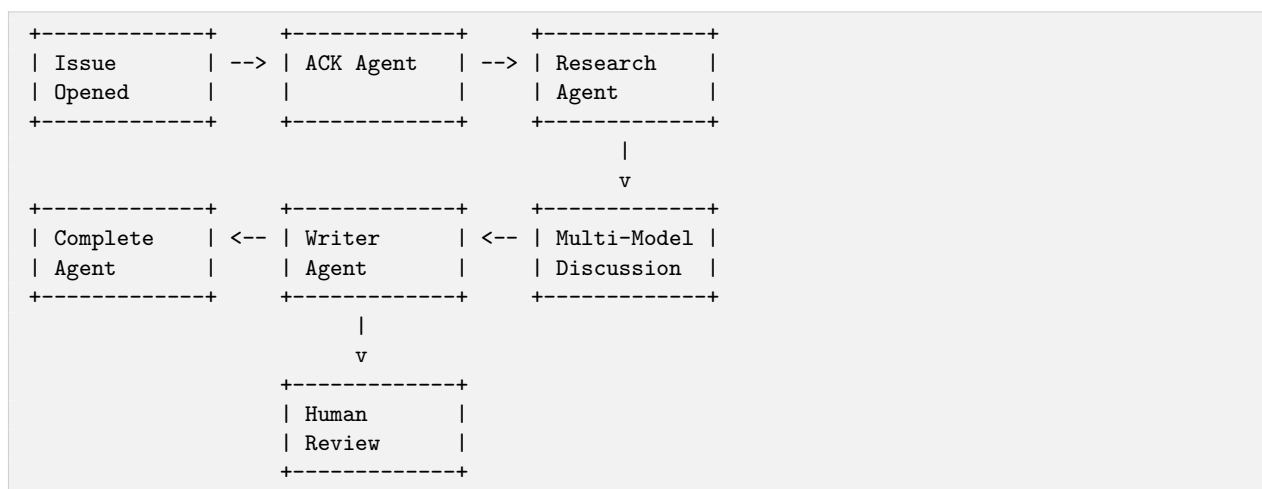 +-------------+     +-------------+     +-------------+
| Issue       | --> | ACK Agent   | --> | Research    |
| Opened      |     |             |     | Agent       |
+-------------+     +-------------+     +-------------+
                                               |
                                               v
+-------------+     +-------------+     +-------------+
| Complete    | <-- | Writer      | <-- | Multi-Model |
| Agent       |     | Agent       |     | Discussion  |
+-------------+     +-------------+     +-------------+
                          |
                          v
                    +-------------+
                    | Human       |
                    | Review      |
                    +-------------+